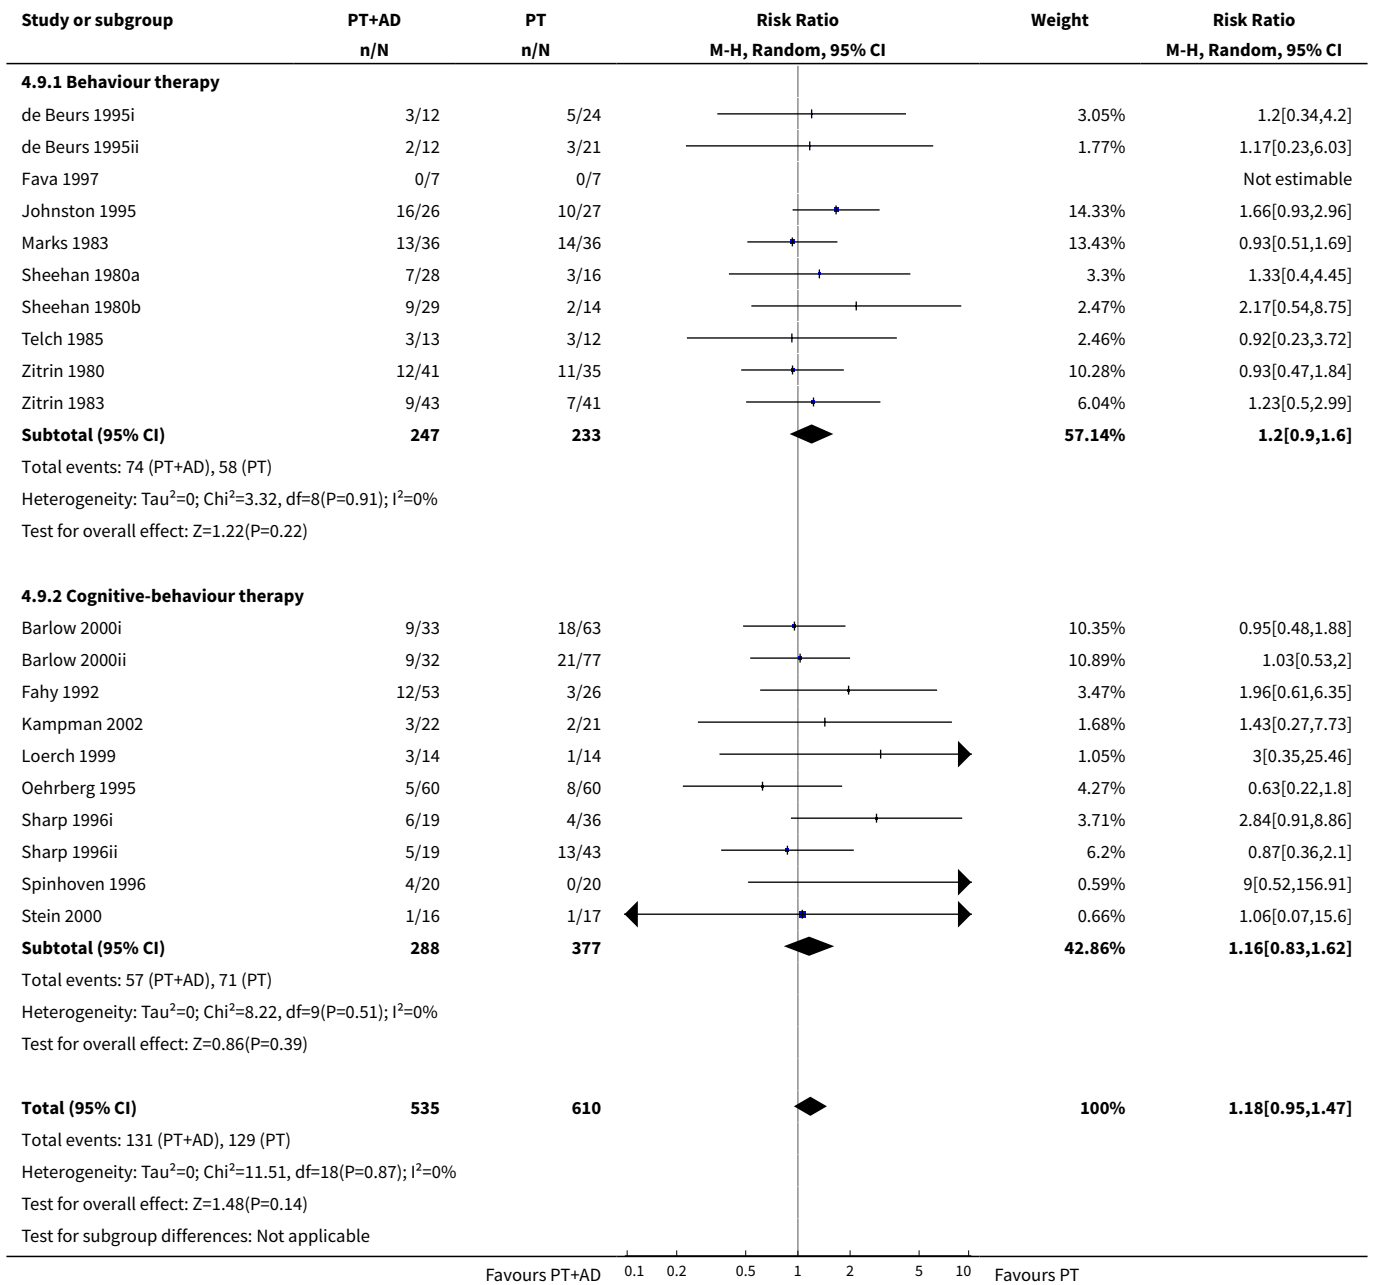 Study or subgroup PT+AD PT Risk Ratio Weight Risk Ratio
n/N n/N M-H, Random, 95% CI M-H, Random, 95% CI
4.9.1 Behaviour therapy
de Beurs 1995i 3/12 5/24 3.05% 1.2[0.34,4.2]
de Beurs 1995ii 2/12 3/21 1.77% 1.17[0.23,6.03]
Fava 1997 0/7 0/7 Not estimable
Johnston 1995 16/26 10/27 14.33% 1.66[0.93,2.96]
Marks 1983 13/36 14/36 13.43% 0.93[0.51,1.69]
Sheehan 1980a 7/28 3/16 3.3% 1.33[0.4,4.45]
Sheehan 1980b 9/29 2/14 2.47% 2.17[0.54,8.75]
Telch 1985 3/13 3/12 2.46% 0.92[0.23,3.72]
Zitrin 1980 12/41 11/35 10.28% 0.93[0.47,1.84]
Zitrin 1983 9/43 7/41 6.04% 1.23[0.5,2.99]
Subtotal (95% CI) 247 233 57.14% 1.2[0.9,1.6]
Total events: 74 (PT+AD), 58 (PT)
Heterogeneity: Tau²=0; Chi²=3.32, df=8(P=0.91); I²=0%
Test for overall effect: Z=1.22(P=0.22)
4.9.2 Cognitive-behaviour therapy
Barlow 2000i 9/33 18/63 10.35% 0.95[0.48,1.88]
Barlow 2000ii 9/32 21/77 10.89% 1.03[0.53,2]
Fahy 1992 12/53 3/26 3.47% 1.96[0.61,6.35]
Kampman 2002 3/22 2/21 1.68% 1.43[0.27,7.73]
Loerch 1999 3/14 1/14 1.05% 3[0.35,25.46]
Oehrberg 1995 5/60 8/60 4.27% 0.63[0.22,1.8]
Sharp 1996i 6/19 4/36 3.71% 2.84[0.91,8.86]
Sharp 1996ii 5/19 13/43 6.2% 0.87[0.36,2.1]
Spinhoven 1996 4/20 0/20 0.59% 9[0.52,156.91]
Stein 2000 1/16 1/17 0.66% 1.06[0.07,15.6]
Subtotal (95% CI) 288 377 42.86% 1.16[0.83,1.62]
Total events: 57 (PT+AD), 71 (PT)
Heterogeneity: Tau²=0; Chi²=8.22, df=9(P=0.51); I²=0%
Test for overall effect: Z=0.86(P=0.39)
Total (95% CI) 535 610 100% 1.18[0.95,1.47]
Total events: 131 (PT+AD), 129 (PT)
Heterogeneity: Tau²=0; Chi²=11.51, df=18(P=0.87); I²=0%
Test for overall effect: Z=1.48(P=0.14)
Test for subgroup differences: Not applicable
Favours PT+AD 0.1 0.2 0.5 1 2 5 10 Favours PT